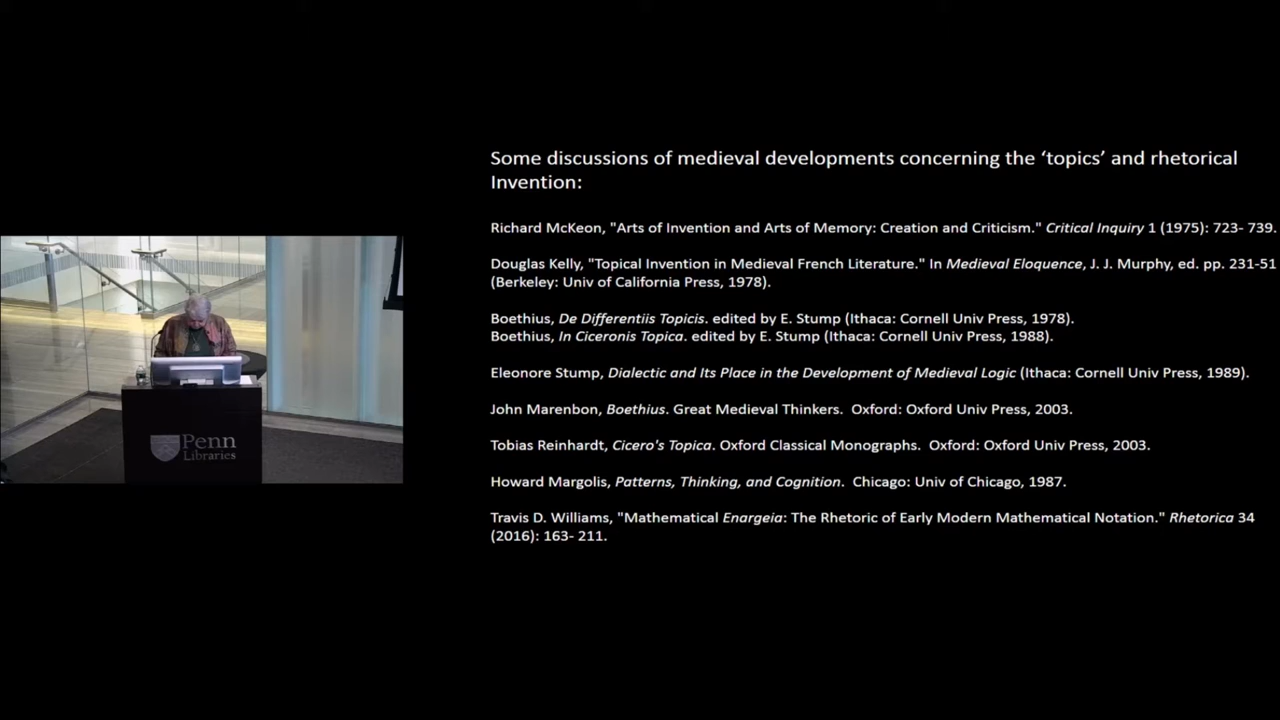 Some discussions of medieval developments concerning the ‘topics’ and rhetorical
Invention:
Richard McKeon, "Arts of Invention and Arts of Memory: Creation and Criticism." Critical Inquiry 1 (1975): 723- 739.
Douglas Kelly, "Topical Invention in Medieval French Literature." In Medieval Eloquence, J. J. Murphy, ed. pp. 231-51
(Berkeley: Univ of California Press, 1978).
Boethius, De Differentiis Topicis. edited by E. Stump (Ithaca: Cornell Univ Press, 1978).
Boethius, In Ciceronis Topica. edited by E. Stump (Ithaca: Cornell Univ Press, 1988).
Eleonore Stump, Dialectic and Its Place in the Development of Medieval Logic (Ithaca: Cornell Univ Press, 1989).
John Marenbon, Boethius. Great Medieval Thinkers. Oxford: Oxford Univ Press, 2003.
Tobias Reinhardt, Cicero's Topica. Oxford Classical Monographs. Oxford: Oxford Univ Press, 2003.
Howard Margolis, Patterns, Thinking, and Cognition. Chicago: Univ of Chicago, 1987.
Travis D. Williams, "Mathematical Enargeia: The Rhetoric of Early Modern Mathematical Notation." Rhetorica 34
(2016): 163- 211.
Penn
Libraries